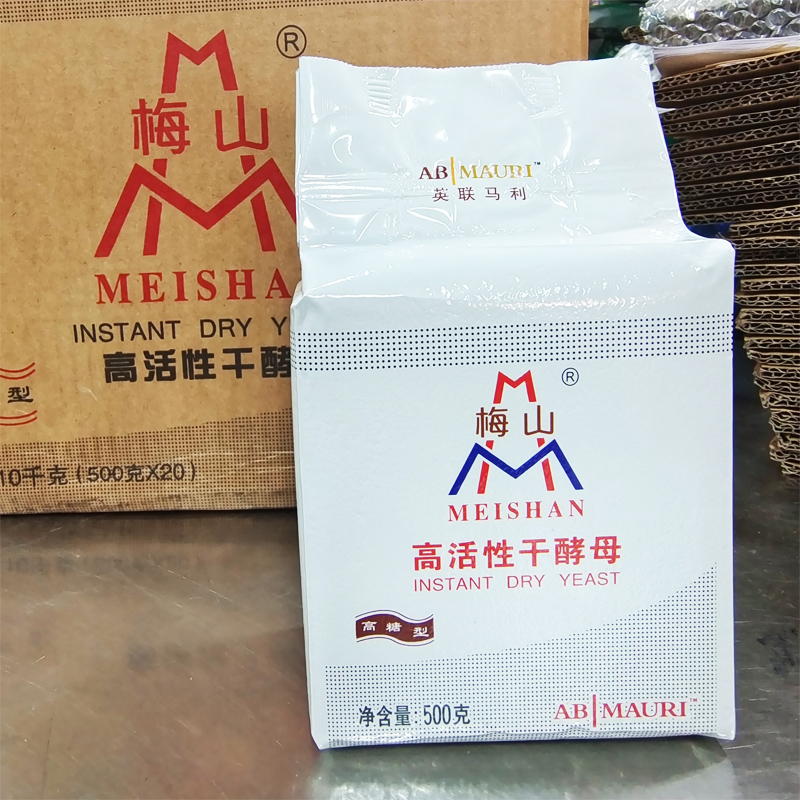 ®
梅山
MEISHAN
INSTANT DRY YE
高活性干酵
型
10千克(500克X20)
AB MAURI™
英联马利
®
梅山
MEISHAN
高活性干酵母
INSTANT DRY YEAST
高糖型
净含量:500克
AB MAURI™